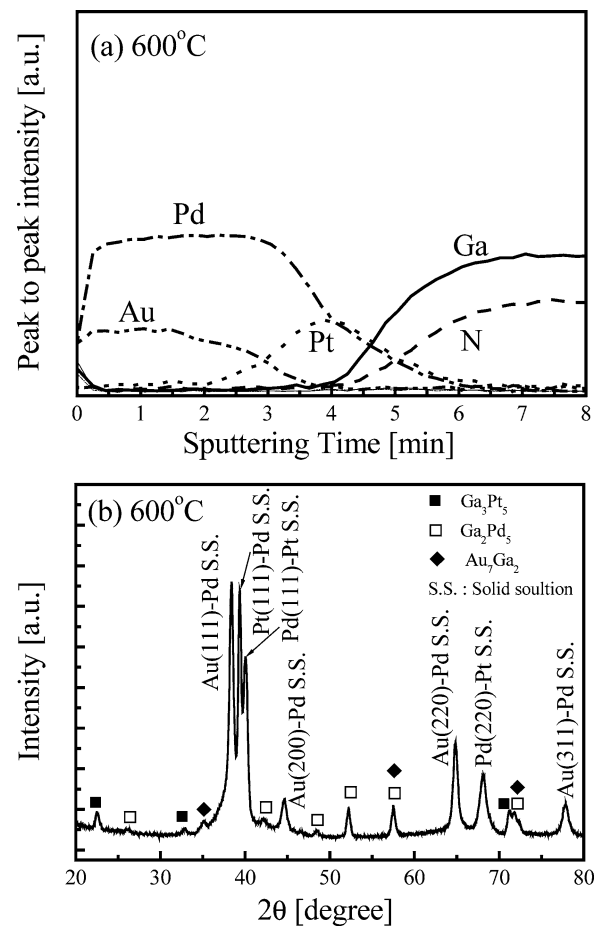 (a) 600°C
Peak to peak intensity [a.u.]
Pd
Au
Pt
Ga
N
0 1 2 3 4 5 6 7 8
Sputtering Time [min]
(b) 600°C
Intensity [a.u.]
Au(111)-Pd S.S.
Pt(111)-Pd S.S.
Pd(111)-Pt S.S.
Au(200)-Pd S.S.
Au(220)-Pd S.S.
Pd(220)-Pt S.S.
Au(311)-Pd S.S.
■ Ga₃Pt₅
□ Ga₂Pd₅
◆ Au₇Ga₂
S.S. : Solid soultion
20 30 40 50 60 70 80
2θ [degree]